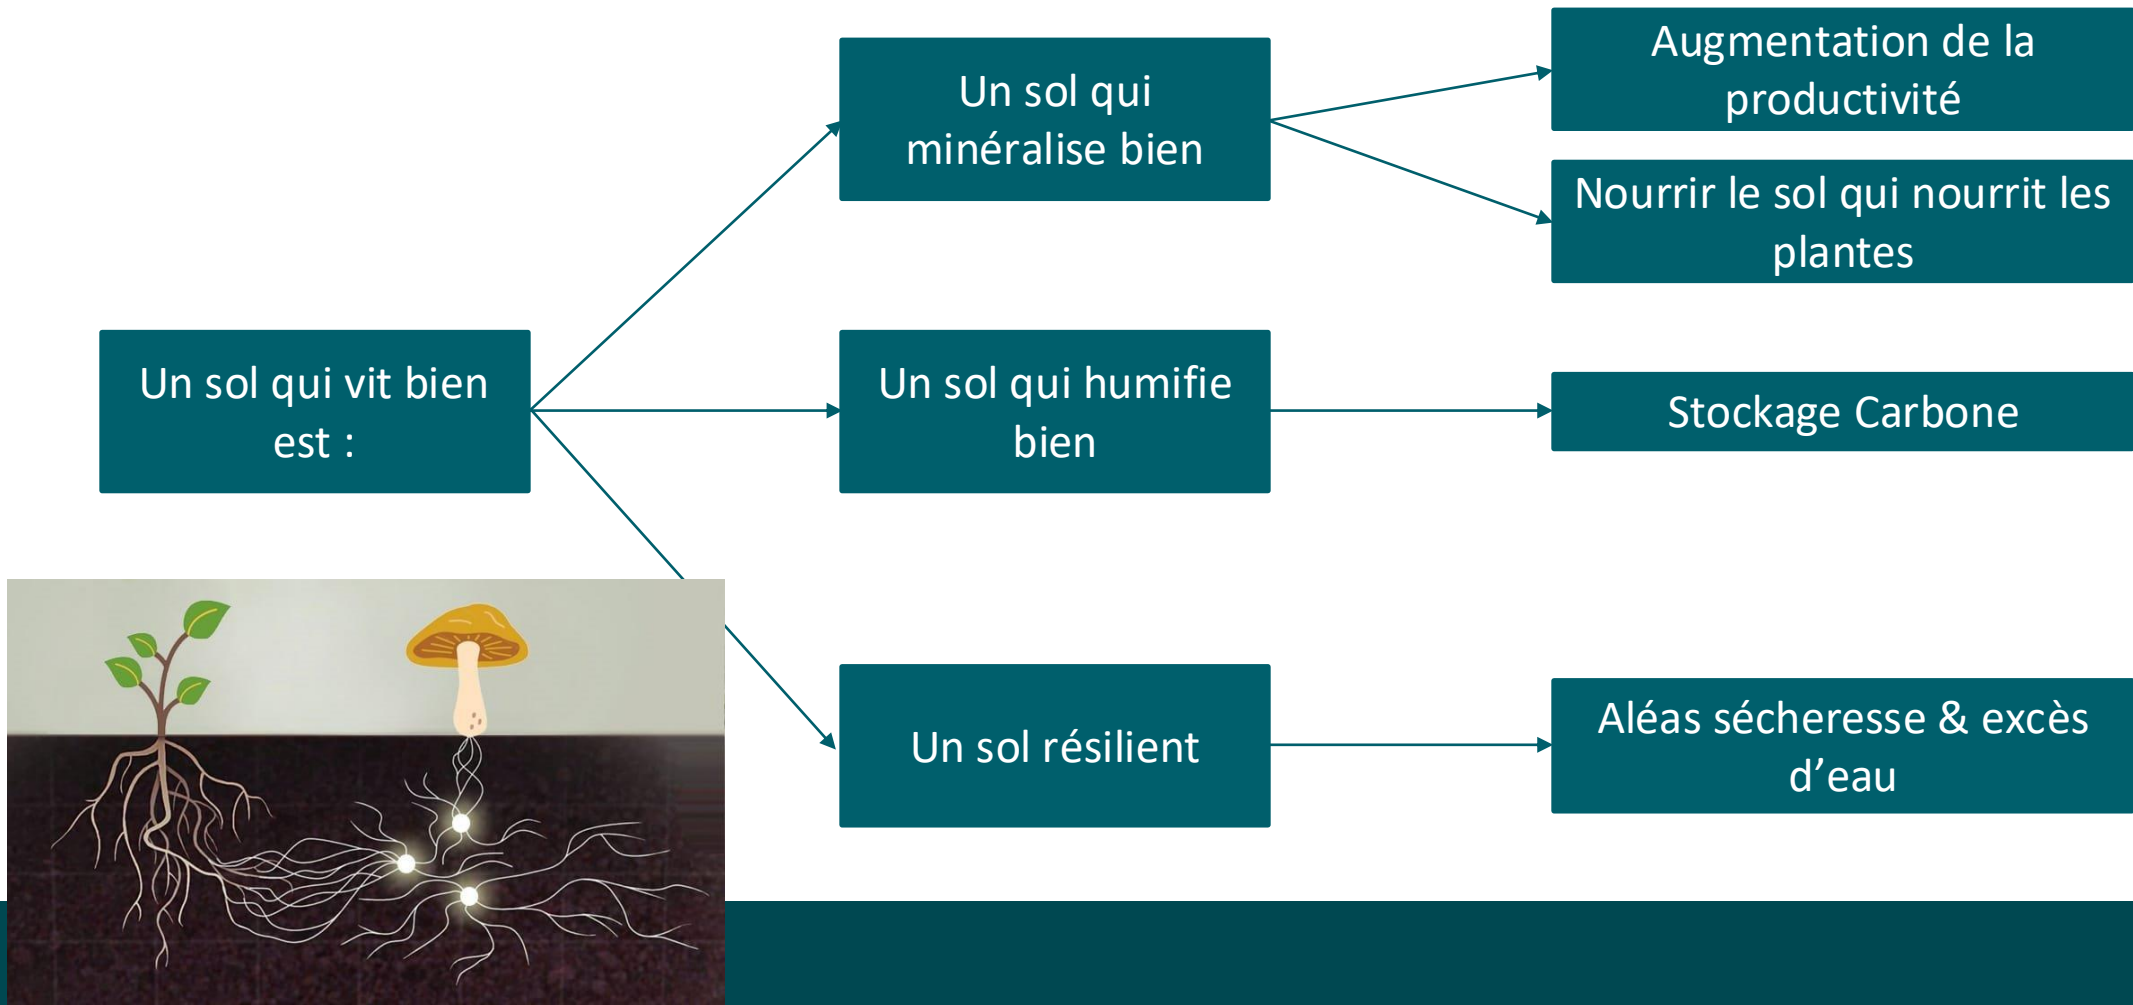 Un sol qui vit bien
est :
Un sol qui
minéralise bien
Augmentation de la
productivité
Nourrir le sol qui nourrit les
plantes
Un sol qui humifie
bien
Stockage Carbone
Un sol résilient
Aléas sécheresse & excès
d’eau